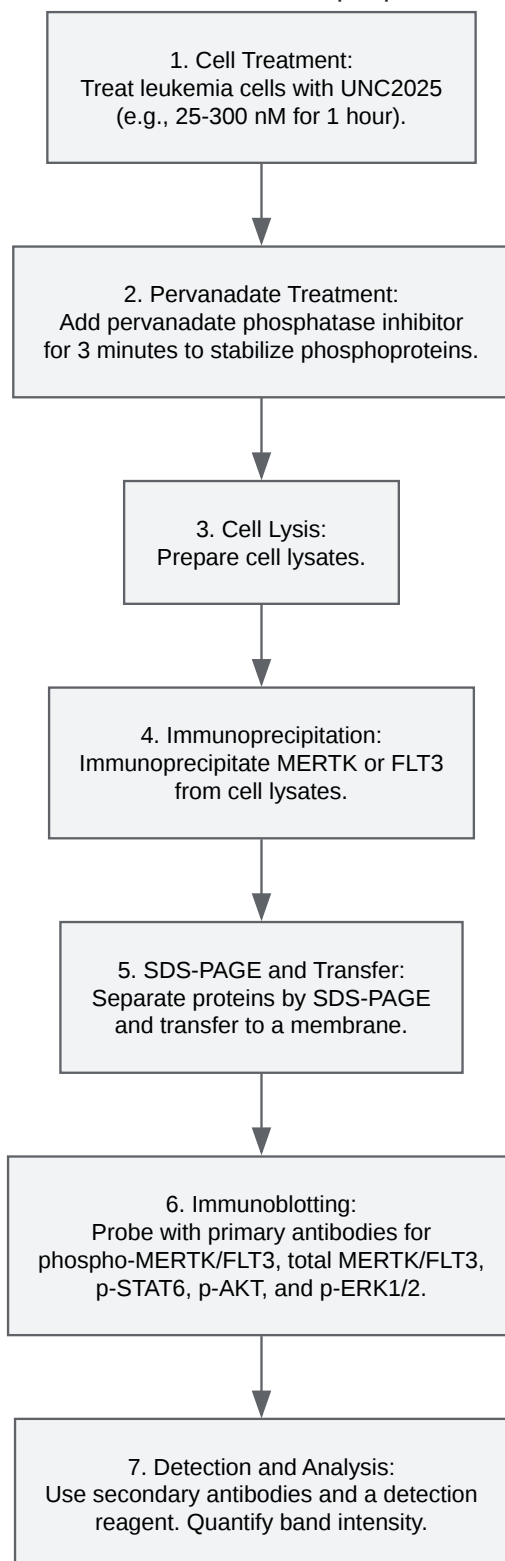 1. Cell Treatment:
Treat leukemia cells with UNC2025
(e.g., 25-300 nM for 1 hour).
2. Pervanadate Treatment:
Add pervanadate phosphatase inhibitor
for 3 minutes to stabilize phosphoproteins.
3. Cell Lysis:
Prepare cell lysates.
4. Immunoprecipitation:
Immunoprecipitate MERTK or FLT3
from cell lysates.
5. SDS-PAGE and Transfer:
Separate proteins by SDS-PAGE
and transfer to a membrane.
6. Immunoblotting:
Probe with primary antibodies for
phospho-MERTK/FLT3, total MERTK/FLT3,
p-STAT6, p-AKT, and p-ERK1/2.
7. Detection and Analysis:
Use secondary antibodies and a detection
reagent. Quantify band intensity.